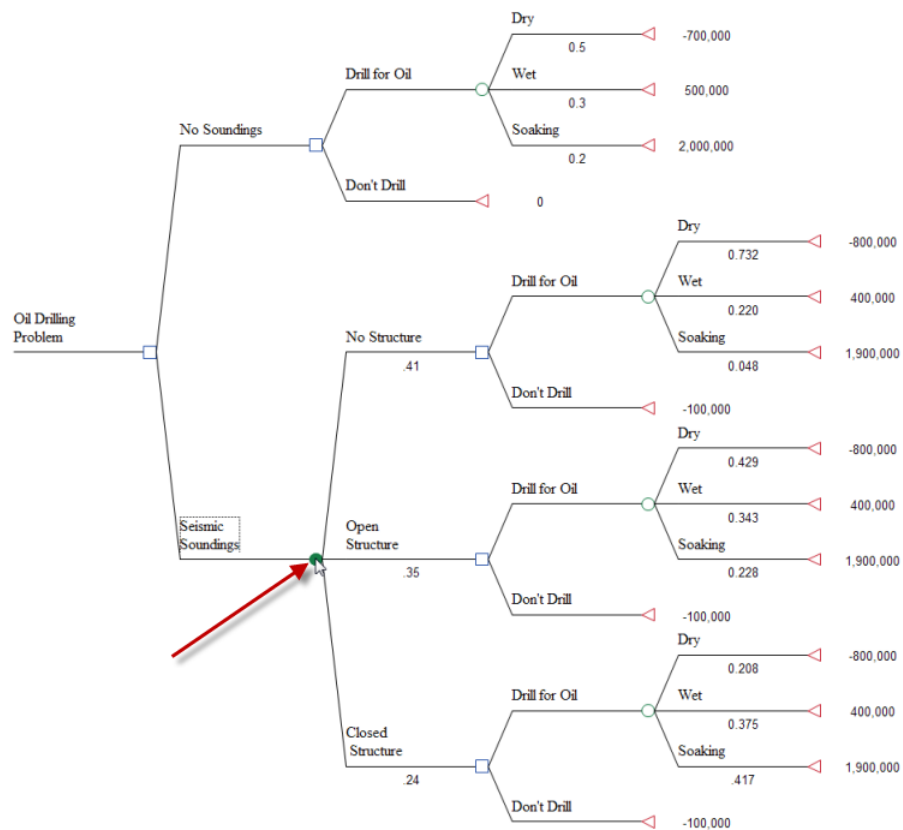 Dry
-700,000
0.5
Drill for Oil
Wet
500,000
0.3
No Soundings
Soaking
2,000,000
0.2
Don't Drill
0
Dry
-800,000
0.732
Drill for Oil
Wet
400,000
0.220
Oil Drilling
Problem
No Structure
Soaking
1,900,000
.41
0.048
Don't Drill
-100,000
Dry
-800,000
0.429
Drill for Oil
Wet
400,000
0.343
Seismic
Soundings
Open
Structure
Soaking
1,900,000
.35
0.228
Don't Drill
-100,000
Dry
-800,000
0.208
Drill for Oil
Wet
400,000
0.375
Closed
Structure
Soaking
1,900,000
.24
.417
Don't Drill
-100,000